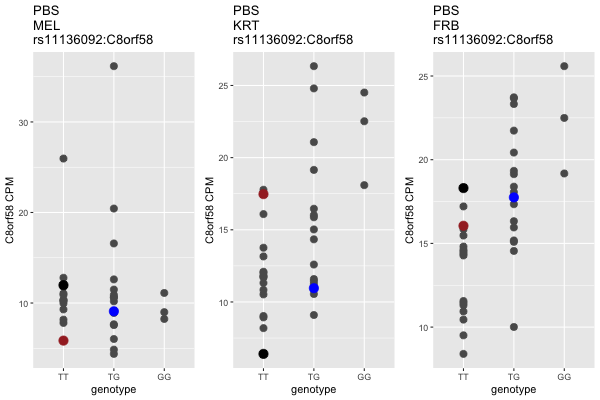 PBS
MEL
rs11136092:C8orf58
C8orf58 CPM
30
20
10
TT
TG
GG
genotype
PBS
KRT
rs11136092:C8orf58
C8orf58 CPM
25
20
15
10
TT
TG
GG
genotype
PBS
FRB
rs11136092:C8orf58
C8orf58 CPM
25
20
15
10
TT
TG
GG
genotype